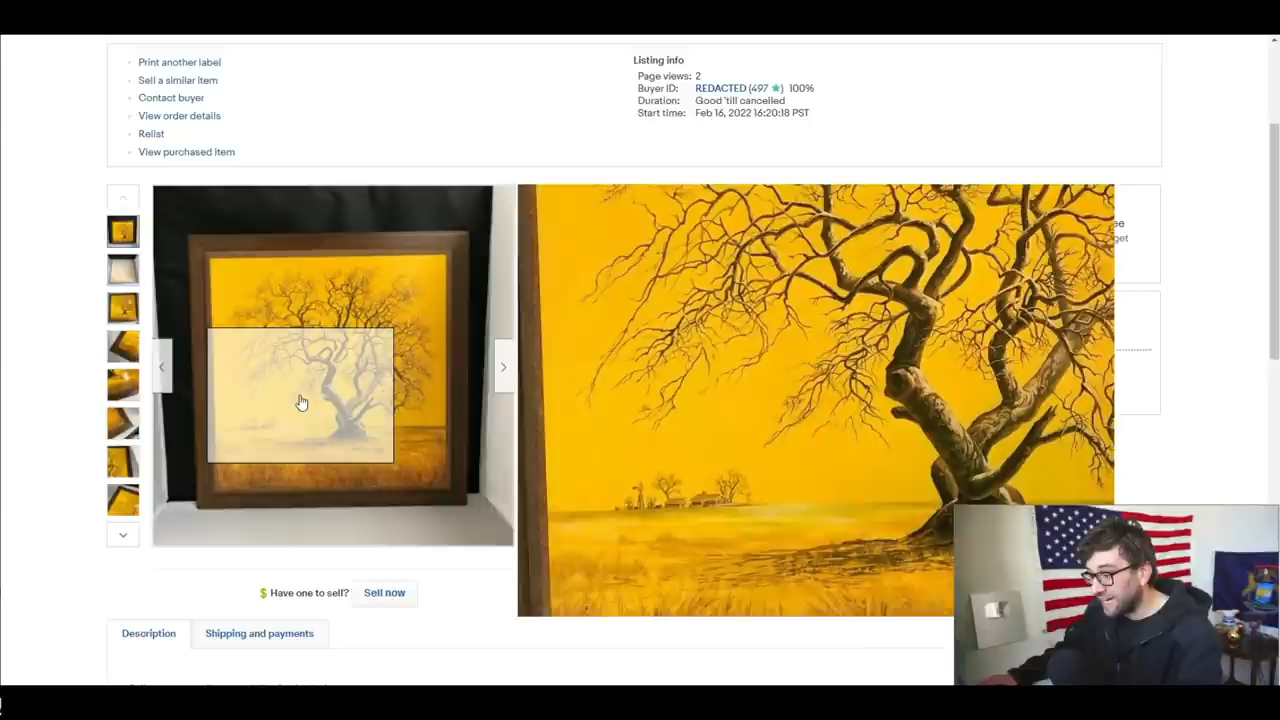 Print another label
Sell a similar item
Contact buyer
View order details
Relist
View purchased item
Listing info
Page views: 2
Buyer ID: REDACTED (497 ★) 100%
Duration: Good 'till cancelled
Start time: Feb 16, 2022 16:20:18 PST
ee
get
$ Have one to sell? Sell now
Description
Shipping and payments